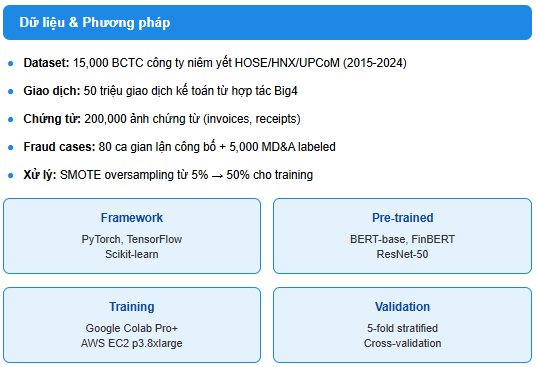 Dữ liệu & Phương pháp
Dataset: 15,000 BCTC công ty niêm yết HOSE/HNX/UPCoM (2015-2024)
Giao dịch: 50 triệu giao dịch kế toán từ hợp tác Big4
Chứng từ: 200,000 ảnh chứng từ (invoices, receipts)
Fraud cases: 80 ca gian lận công bố + 5,000 MD&A labeled
Xử lý: SMOTE oversampling từ 5% → 50% cho training
Framework
PyTorch, TensorFlow
Scikit-learn
Pre-trained
BERT-base, FinBERT
ResNet-50
Training
Google Colab Pro+
AWS EC2 p3.8xlarge
Validation
5-fold stratified
Cross-validation